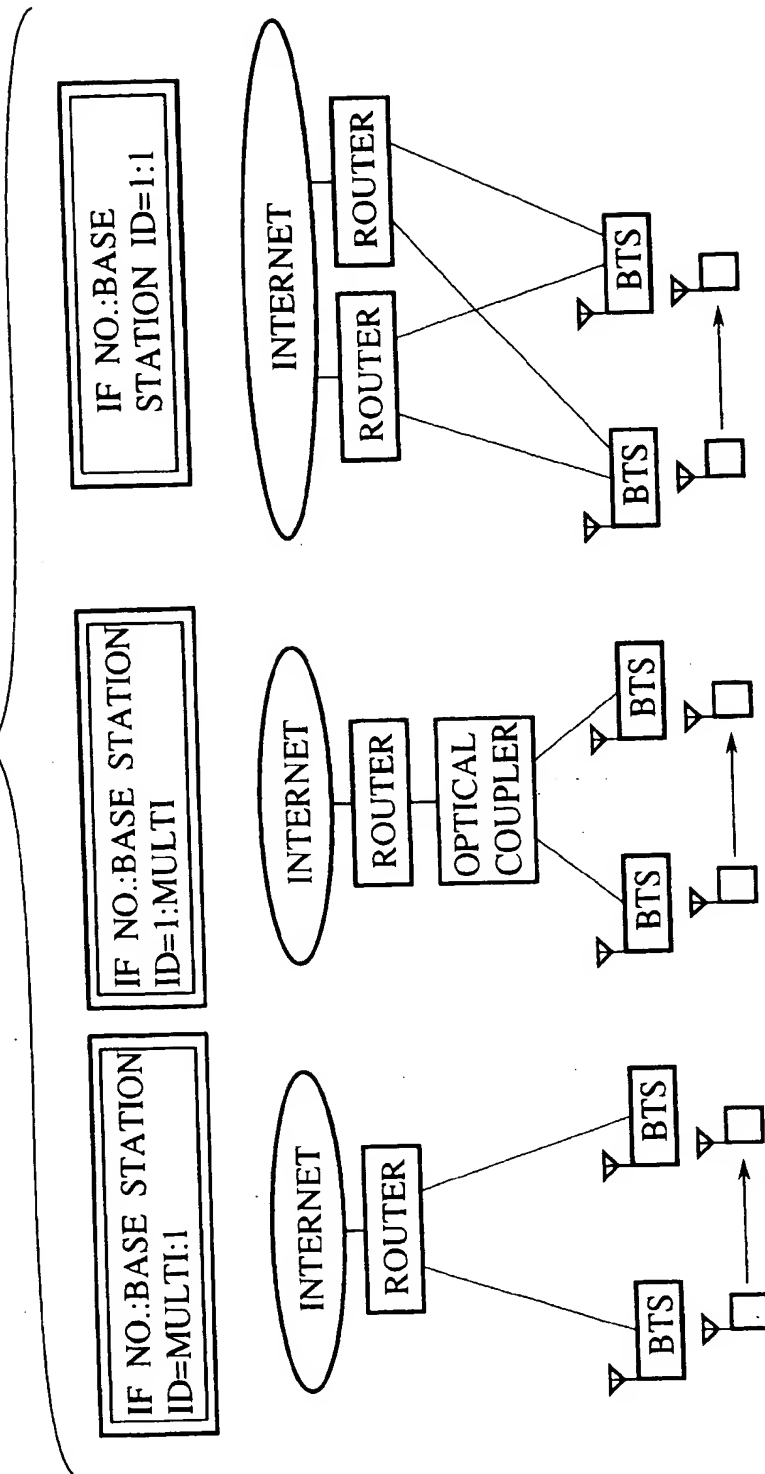 IF NO.:BASE STATION
ID=MULTI:1
INTERNET
ROUTER
BTS
BTS
IF NO.:BASE STATION
ID=1:MULTI
INTERNET
ROUTER
OPTICAL
COUPLER
BTS
BTS
IF NO.:BASE
STATION ID=1:1
INTERNET
ROUTER
ROUTER
BTS
BTS